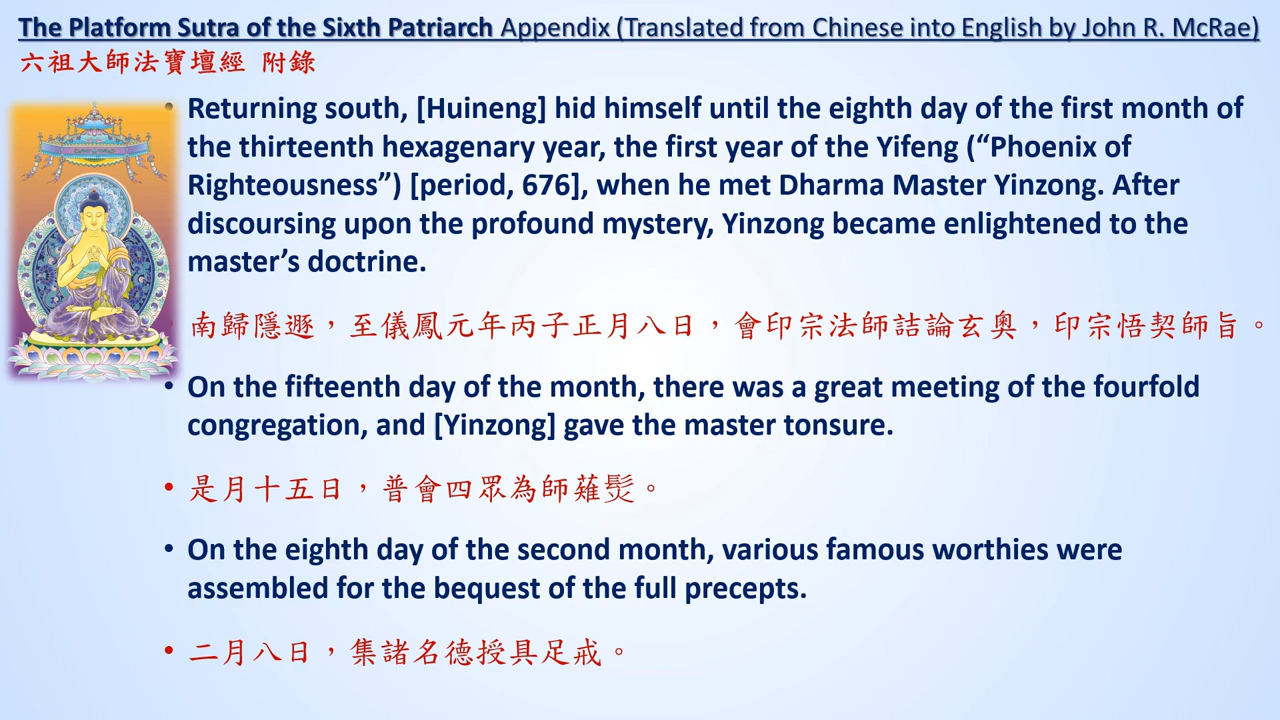 The Platform Sutra of the Sixth Patriarch Appendix (Translated from Chinese into English by John R. McRae)
六祖大師法寶壇經 附錄
• Returning south, [Huineng] hid himself until the eighth day of the first month of
the thirteenth hexagenary year, the first year of the Yifeng (“Phoenix of
Righteousness”) [period, 676], when he met Dharma Master Yinzong. After
discoursing upon the profound mystery, Yinzong became enlightened to the
master’s doctrine.
南歸隱遯，至儀鳳元年丙子正月八日，會印宗法師詰論玄奧，印宗悟契師旨。
• On the fifteenth day of the month, there was a great meeting of the fourfold
congregation, and [Yinzong] gave the master tonsure.
• 是月十五日，普會四眾為師薙髮。
• On the eighth day of the second month, various famous worthies were
assembled for the bequest of the full precepts.
• 二月八日，集諸名德授具足戒。